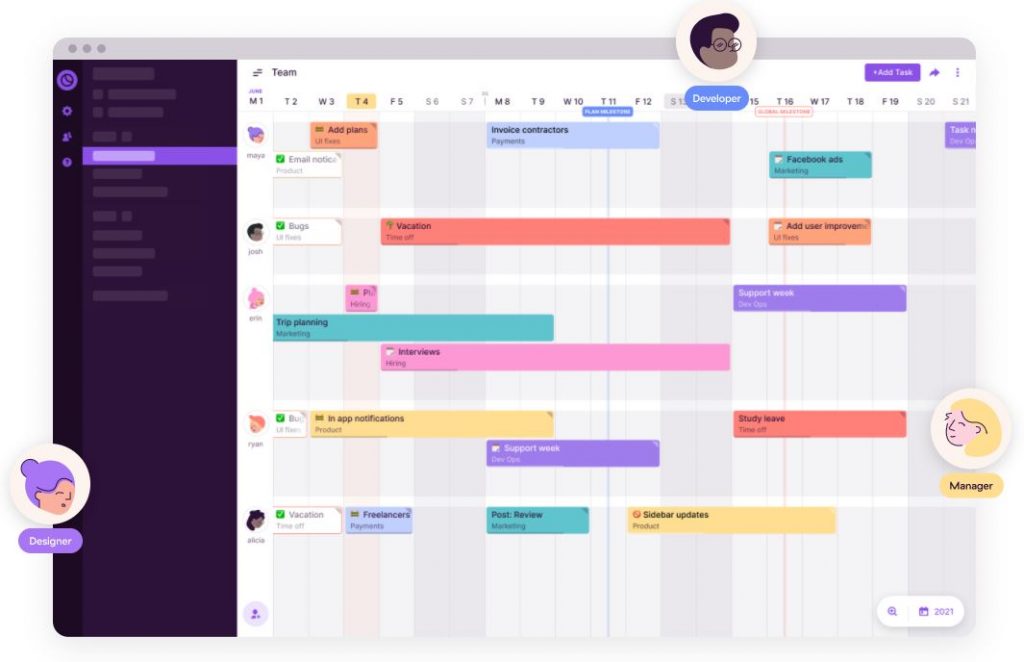 Team
+Add Task
Developer
JUNE
M 1 T 2 W 3 T 4 F 5 S 6 S 7 M 8 T 9 W 10 T 11 F 12 S 13 15 T 16 W 17 T 18 F 19 S 20 S 21
PLAN MILESTONE
GLOBAL MILESTONE
maya
Add plans
UI fixes
Invoice contractors
Payments
Task
Dev Ops
Email notica
Product
Facebook ads
Marketing
josh
Bugs
UI fixes
Vacation
Time off
Add user improveme
UI fixes
erin
Hiring
Support week
Dev Ops
Trip planning
Marketing
Interviews
Hiring
ryan
Bug
UI fixes
In app notifications
Product
Study leave
Time off
Support week
Dev Ops
Manager
alicia
Vacation
Time off
Freelancers
Payments
Post: Review
Marketing
Sidebar updates
Product
Designer
2021